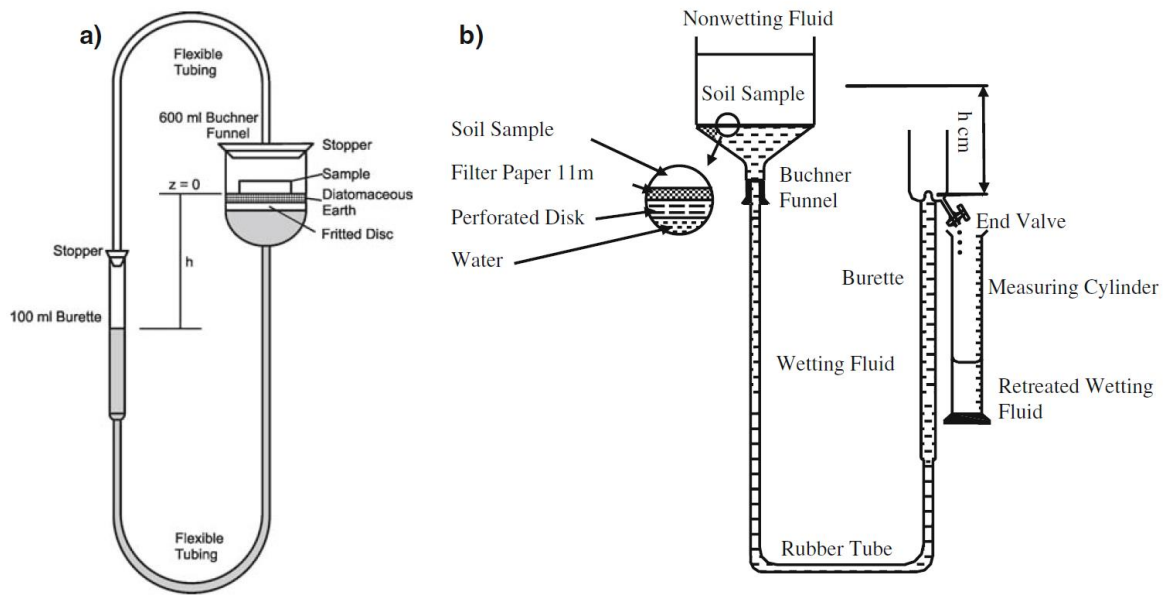 a)
Flexible
Tubing
600 ml Buchner
Funnel
Stopper
Sample
z = 0
Diatomaceous
Earth
Fritted Disc
Stopper
h
100 ml Burette
Flexible
Tubing
b)
Nonwetting Fluid
Soil Sample
h cm
Soil Sample
Filter Paper 11m
Buchner
Funnel
Perforated Disk
End Valve
Water
Burette
Measuring Cylinder
Wetting Fluid
Retreated Wetting
Fluid
Rubber Tube